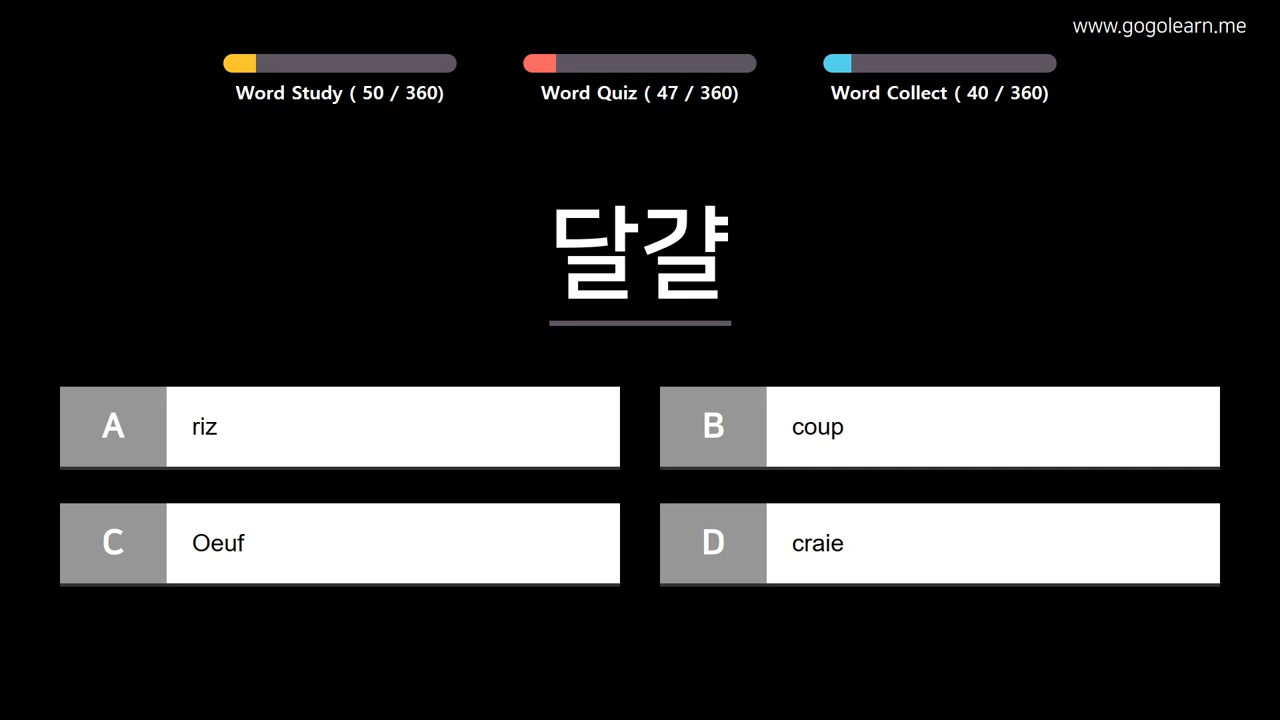 www.gogolearn.me
Word Study ( 50 / 360)
Word Quiz ( 47 / 360)
Word Collect ( 40 / 360)
달걀
A riz
B coup
C Oeuf
D craie